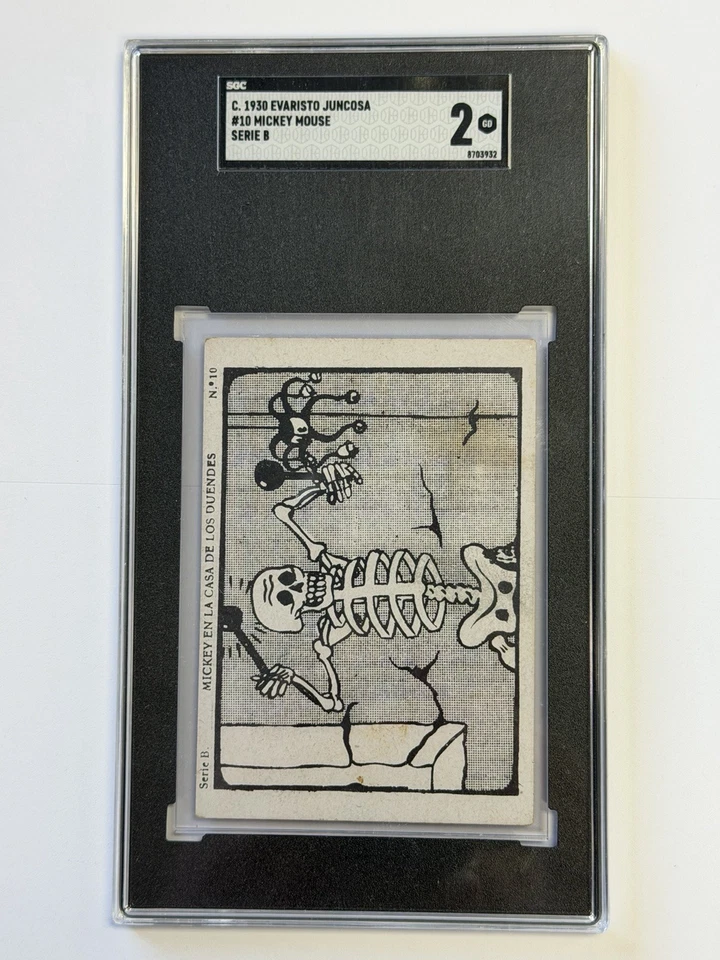 SGC
C. 1930 EVARISTO JUNCOSA
#10 MICKEY MOUSE
SERIE B
2 GD
8703932
Serie B MICKEY EN LA CASA DE LOS DUENDES N.º 10